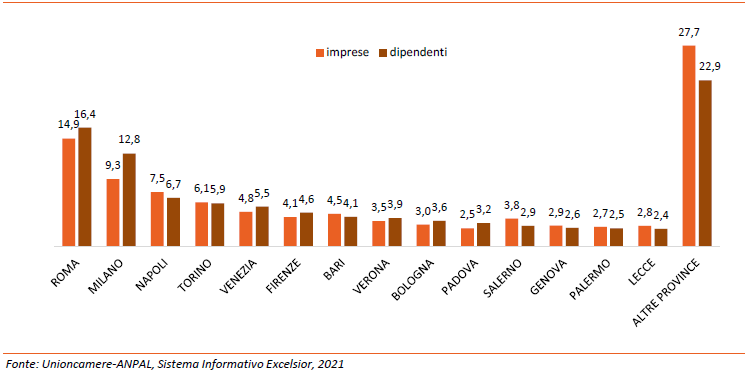 27,7
imprese dipendenti
22,9
16,4
14,9
12,8
9,3
7,5 6,7
6,1 5,9
4,8 5,5
4,1 4,6
4,5 4,1
3,5 3,9
3,0 3,6
2,5 3,2
3,8 2,9
2,9 2,6
2,7 2,5
2,8 2,4
ROMA
MILANO
NAPOLI
TORINO
VENEZIA
FIRENZE
BARI
VERONA
BOLOGNA
PADOVA
SALERNO
GENOVA
PALERMO
LECCE
ALTRE PROVINCE
Fonte: Unioncamere-ANPAL, Sistema Informativo Excelsior, 2021